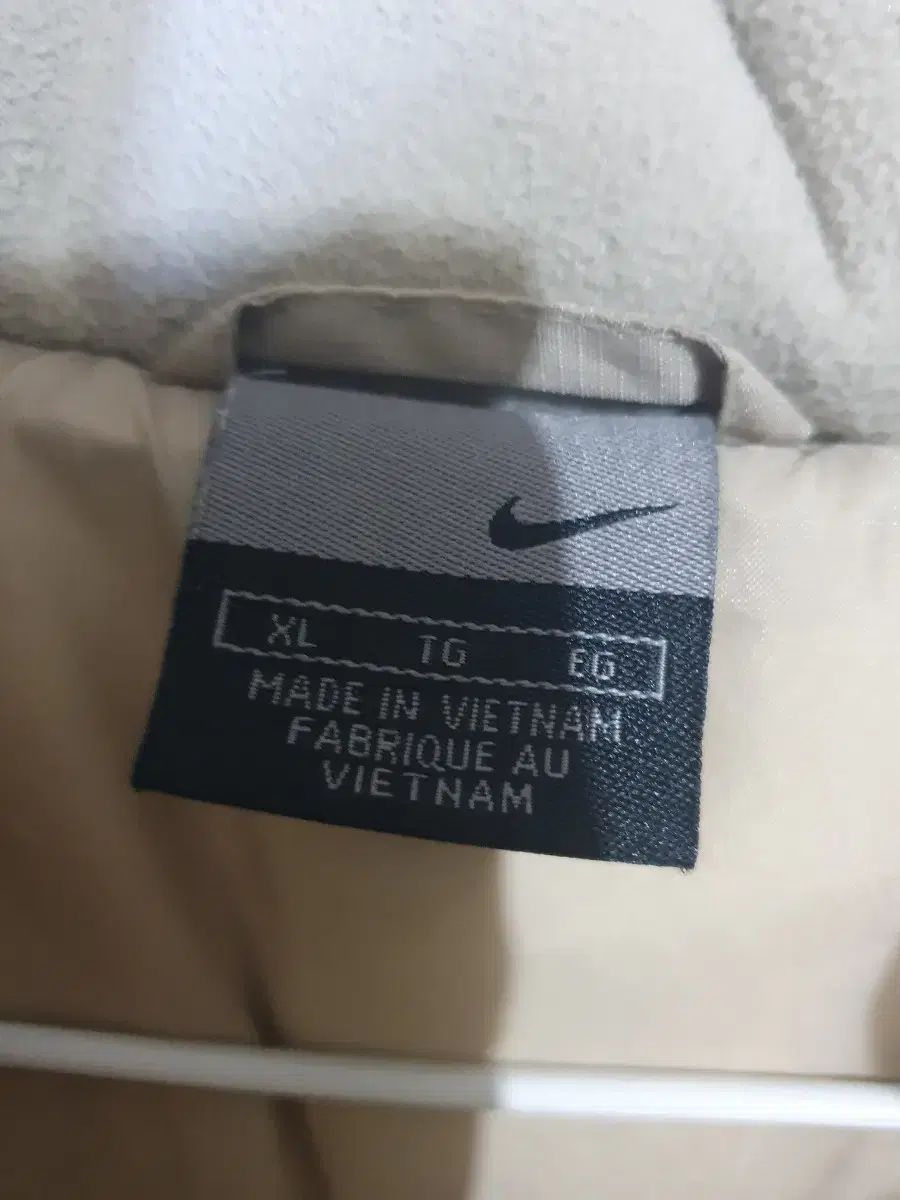 XL TG EG
MADE IN VIETNAM
FABRIQUE AU
VIETNAM